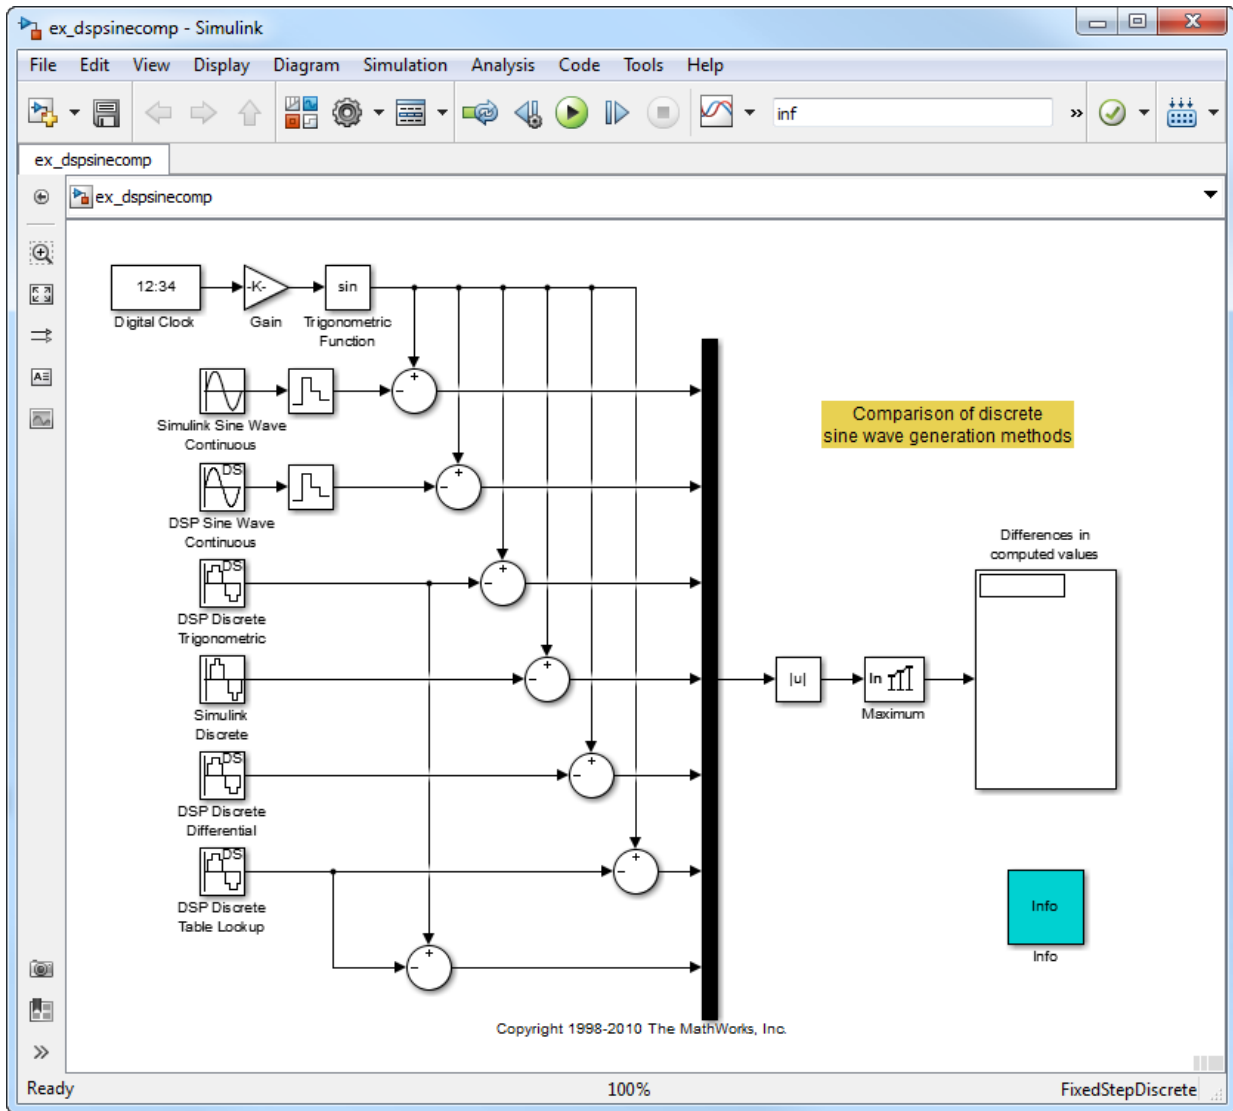 ex_dspsinecomp - Simulink
File Edit View Display Diagram Simulation Analysis Code Tools Help
inf
»
ex_dspsinecomp
ex_dspsinecomp
12:34
-K-
sin
Digital Clock
Gain
Trigonometric
Function
+
-
Simulink Sine Wave
Continuous
Comparison of discrete
sine wave generation methods
DS
+
-
DSP Sine Wave
Continuous
Differences in
computed values
DS
+
-
DSP Discrete
Trigonometric
+
-
|u|
In
Simulink
Discrete
Maximum
DS
+
-
DSP Discrete
Differential
DS
+
-
DSP Discrete
Table Lookup
Info
Info
+
-
Copyright 1998-2010 The MathWorks, Inc.
»
Ready
100%
FixedStepDiscrete